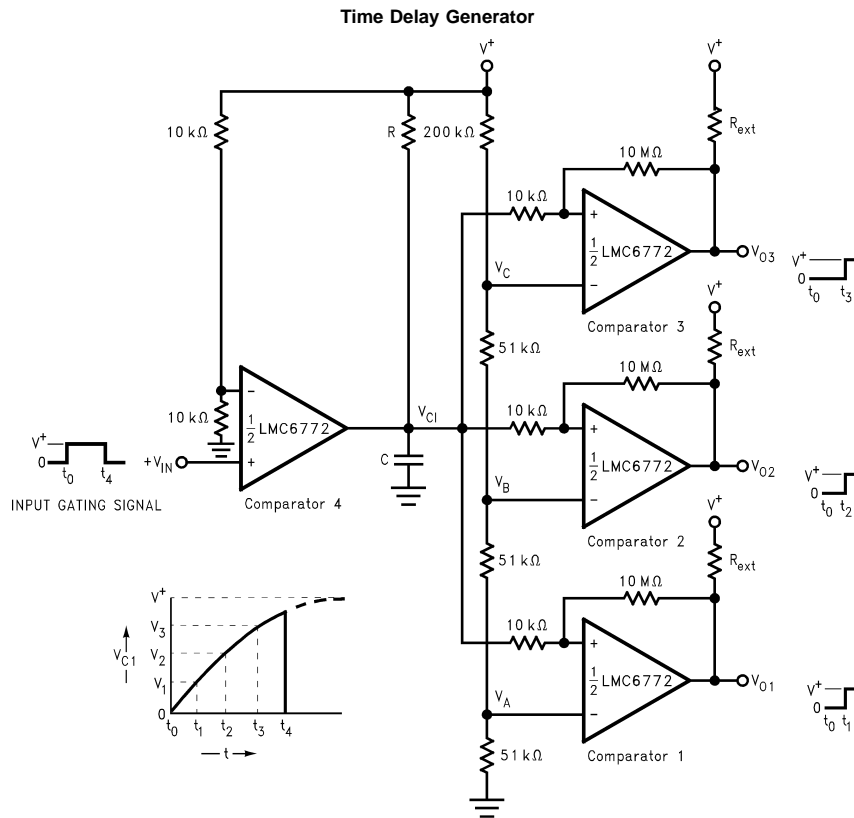 Time Delay Generator
V+
V+
10 kΩ
R
200 kΩ
Rext
10 MΩ
10 kΩ
+
1/2 LMC6772
−
VO3
V+
0
t0 t3
VC
Comparator 3
V+
51 kΩ
Rext
10 MΩ
10 kΩ
−
10 kΩ
1/2 LMC6772
+
VC1
C
+
1/2 LMC6772
−
VO2
V+
0
t0 t2
V+
0
t0 t4
+VIN
INPUT GATING SIGNAL
Comparator 4
VB
Comparator 2
V+
51 kΩ
Rext
10 MΩ
10 kΩ
+
1/2 LMC6772
−
VO1
V+
0
t0 t1
VA
Comparator 1
51 kΩ
V+
V3
VC1
V2
V1
0
t0 t1 t2 t3 t4
t